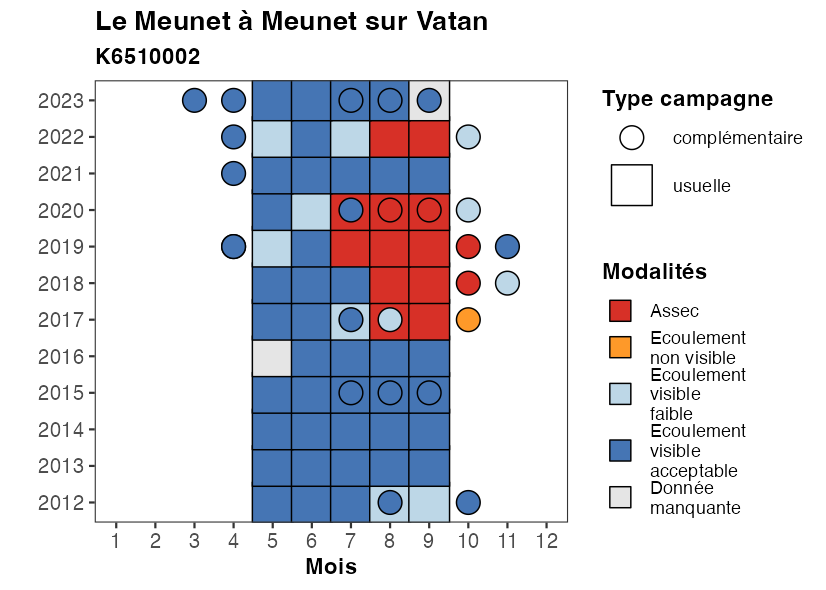 Le Meunet à Meunet sur Vatan
K6510002
2023
2022
2021
2020
2019
2018
2017
2016
2015
2014
2013
2012
1 2 3 4 5 6 7 8 9 10 11 12
Mois
Type campagne
complémentaire
usuelle
Modalités
Assec
Ecoulement
non visible
Ecoulement
visible
faible
Ecoulement
visible
acceptable
Donnée
manquante